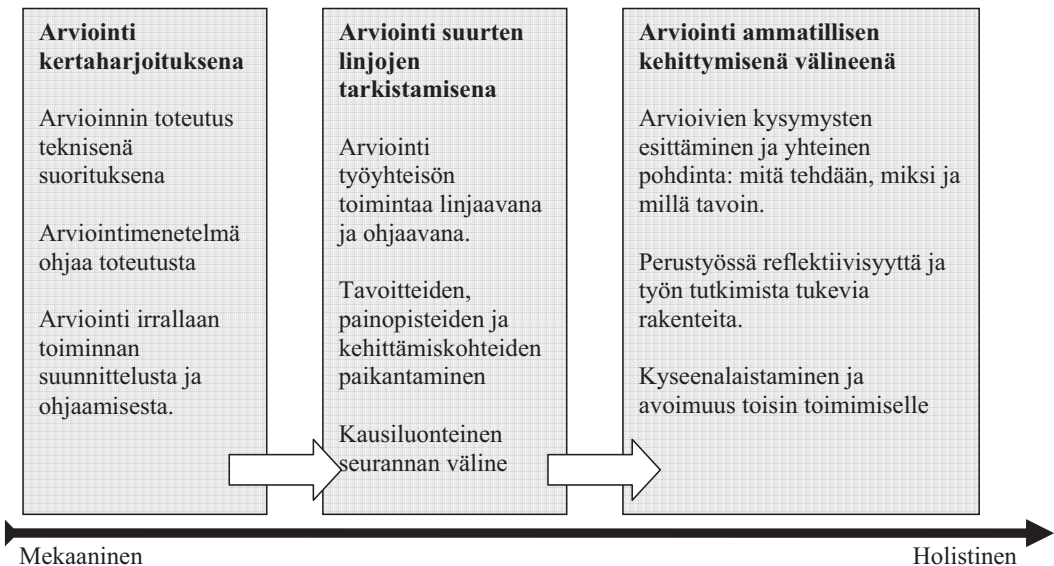 Arviointi
kertaharjoituksena
Arvioinnin toteutus
teknisenä
suorituksena
Arviointimenetelmä
ohjaa toteutusta
Arviointi irrallaan
toiminnan
suunnittelusta ja
ohjaamisesta.
Arviointi suurten
linjojen
tarkistamisena
Arviointi
työyhteisön
toimintaa linjaavana
ja ohjaavana.
Tavoitteiden,
painopisteiden ja
kehittämiskohteiden
paikantaminen
Kausiluonteinen
seurannan väline
Arviointi ammatillisen
kehittymisenä välineenä
Arvioivien kysymysten
esittäminen ja yhteinen
pohdinta: mitä tehdään, miksi ja
millä tavoin.
Perustyössä reflektiivisyyttä ja
työn tutkimista tukevia
rakenteita.
Kyseenalaistaminen ja
avoimuus toisin toimimiselle
Mekaaninen
Holistinen